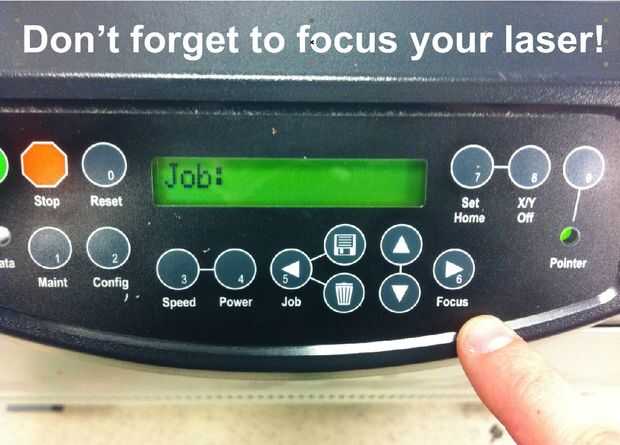 Don't forget to focus your laser!
Job:
Stop
0
Reset
7
Set
Home
8
X/Y
Off
9
Pointer
ata
1
Maint
2
Config
3
Speed
4
Power
5
Job
6
Focus